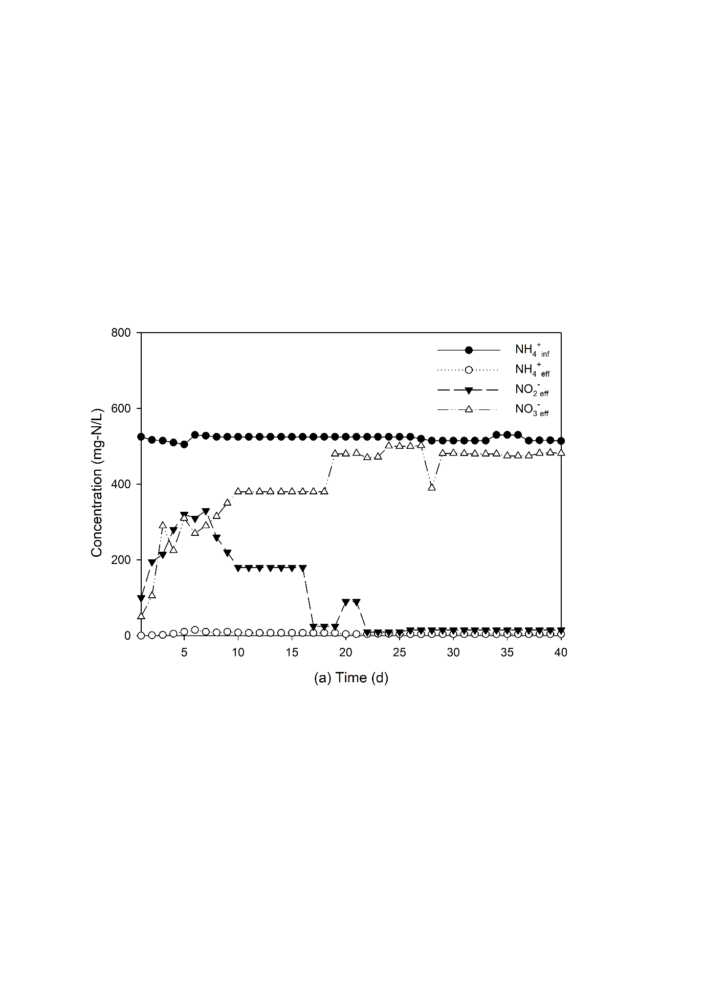 800
600
400
200
0
Concentration (mg-N/L)
NH4+ inf
NH4+ eff
NO2- eff
NO3- eff
5 10 15 20 25 30 35 40
(a) Time (d)